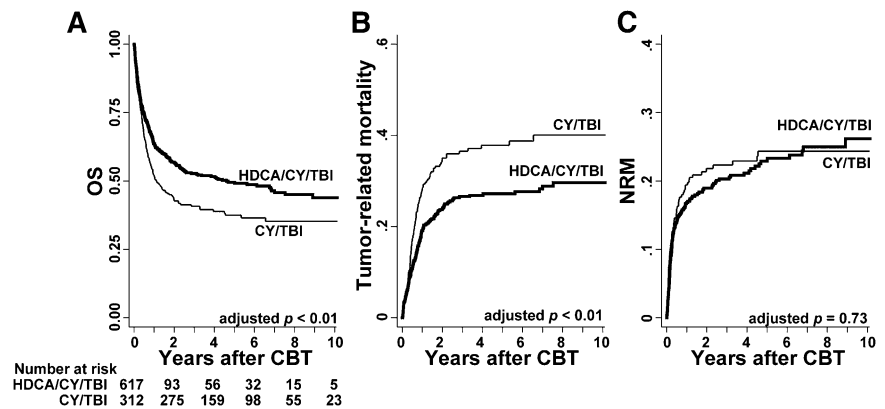 A
OS
1.00
0.75
0.50
0.25
0.00
HDCA/CY/TBI
CY/TBI
adjusted p < 0.01
0 2 4 6 8 10
Years after CBT
B
Tumor-related mortality
.6
.4
.2
0
CY/TBI
HDCA/CY/TBI
adjusted p < 0.01
0 2 4 6 8 10
Years after CBT
C
NRM
.4
.3
.2
.1
0
HDCA/CY/TBI
CY/TBI
adjusted p = 0.73
0 2 4 6 8 10
Years after CBT
Number at risk
HDCA/CY/TBI 617 93 56 32 15 5
CY/TBI 312 275 159 98 55 23